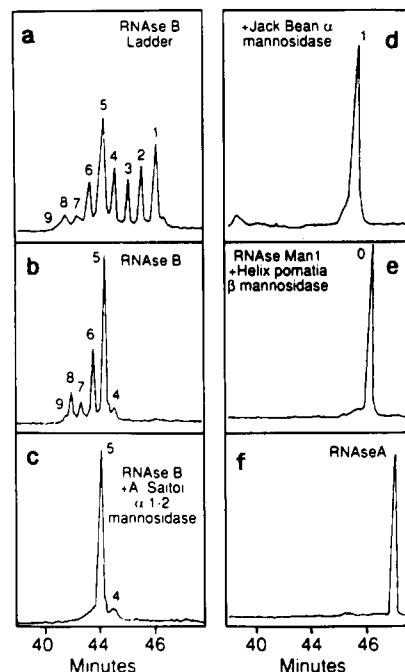 a
RNAse B
Ladder
9 8 7 6 5 4 3 2 1
b
RNAse B
9 8 7 6 5 4
c
RNAse B
+A Saitoi
α 1-2
mannosidase
5 4
40 44 46
Minutes
d
+Jack Bean α
mannosidase
1
e
RNAse Man1
+Helix pomatia
β mannosidase
0
f
RNAseA
40 44 46
Minutes